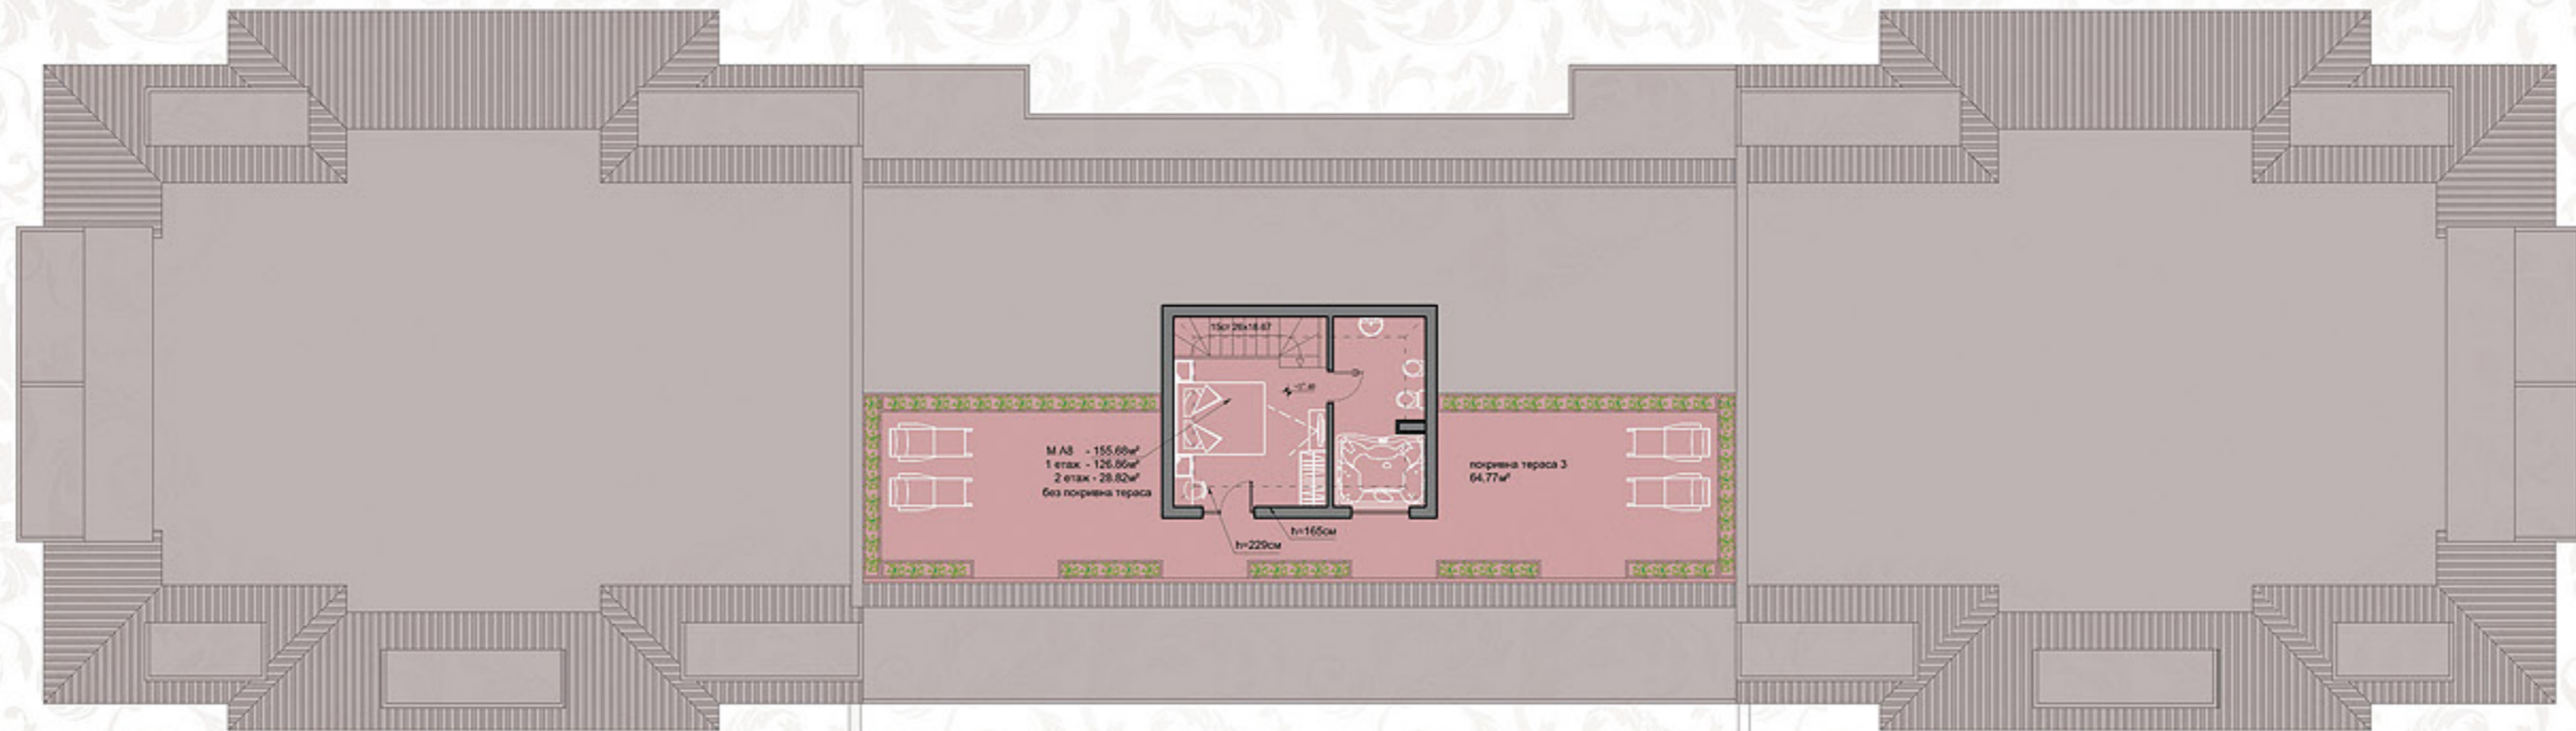 15ст 26x18.67
М А8 - 155.68м²
1 етаж - 126.86м²
2 етаж - 28.82м²
без покривна тераса
покривна тераса 3
64,77м²
h=165см
h=229см